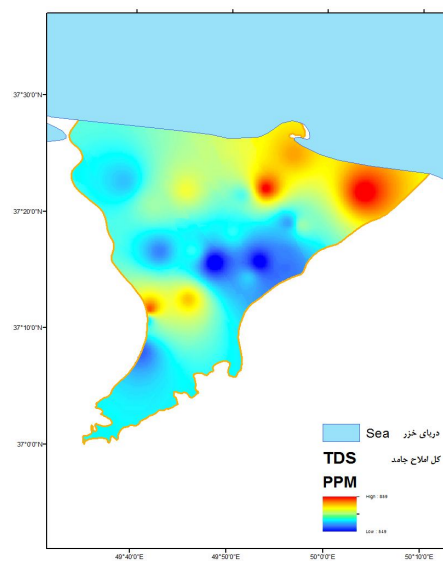 37°30'0"N
37°20'0"N
37°10'0"N
37°0'0"N
Sea دریای خزر
TDS کل املاح جامد
PPM
High :
Low :
49°40'0"E 49°50'0"E 50°0'0"E 50°10'0"E